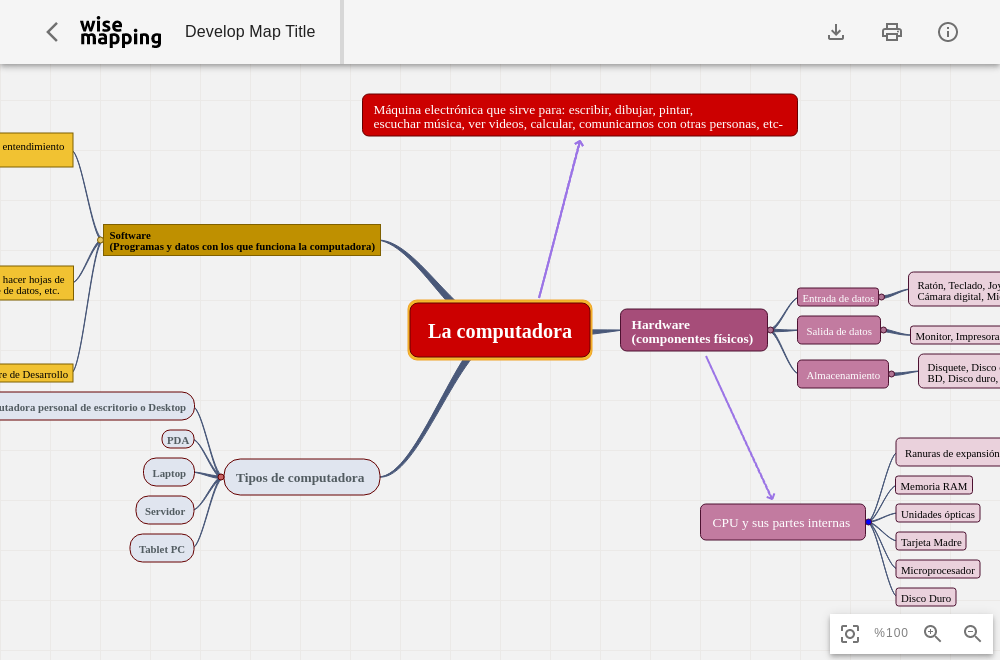 wise
mapping
Develop Map Title
Máquina electrónica que sirve para: escribir, dibujar, pintar,
escuchar música, ver videos, calcular, comunicarnos con otras personas, etc-
entendimiento
Software
(Programas y datos con los que funciona la computadora)
hacer hojas de
de datos, etc.
re de Desarrollo
La computadora
Hardware
(componentes físicos)
Entrada de datos
Ratón, Teclado,
Cámara digital,
Salida de datos
Monitor, Impresora
Almacenamiento
Disquete, Disco
BD, Disco duro,
personal de escritorio o Desktop
PDA
Laptop
Servidor
Tablet PC
Tipos de computadora
CPU y sus partes internas
Ranuras de expansión
Memoria RAM
Unidades ópticas
Tarjeta Madre
Microprocesador
Disco Duro
%100